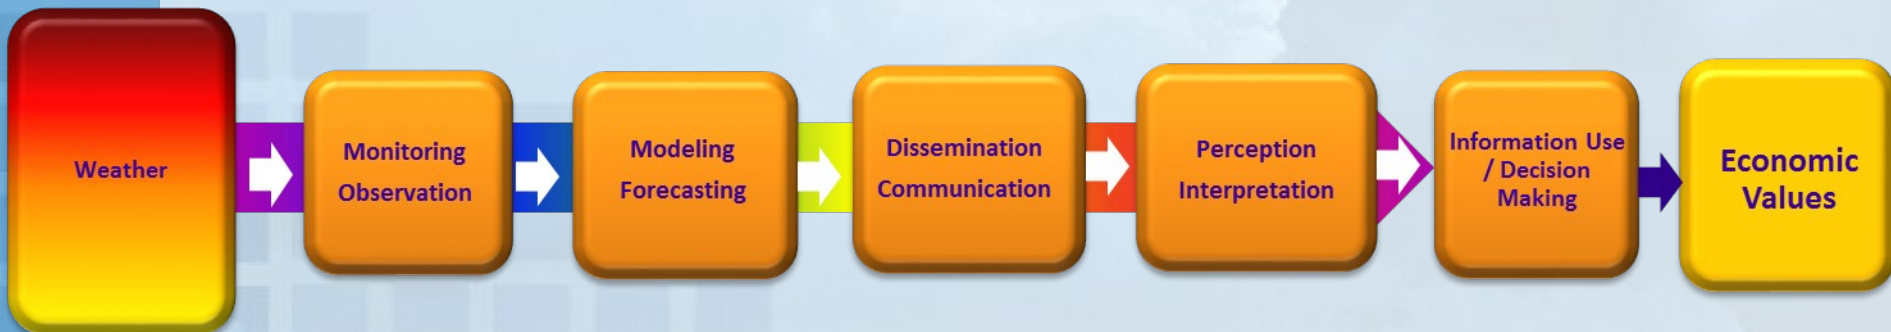 Weather
Monitoring
Observation
Modeling
Forecasting
Dissemination
Communication
Perception
Interpretation
Information Use
/ Decision
Making
Economic
Values